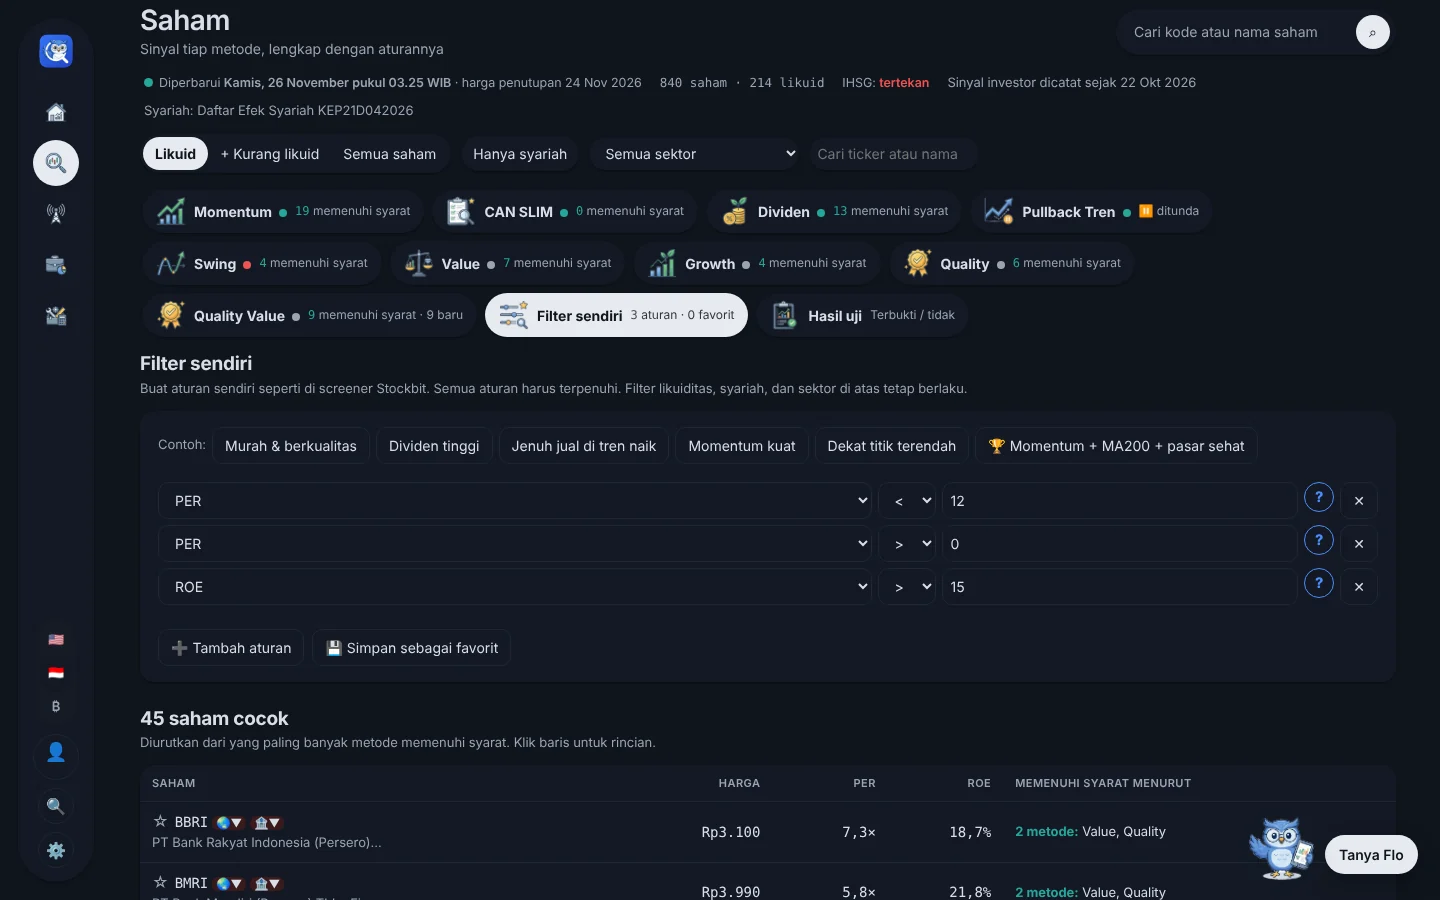 Saham
Sinyal tiap metode, lengkap dengan aturannya
Cari kode atau nama saham
Diperbarui Kamis, 26 November pukul 03.25 WIB · harga penutupan 24 Nov 2026 840 saham · 214 likuid IHSG: tertekan Sinyal investor dicatat sejak 22 Okt 2026
Syariah: Daftar Efek Syariah KEP21D042026
Likuid + Kurang likuid Semua saham Hanya syariah Semua sektor Cari ticker atau nama
Momentum 19 memenuhi syarat CAN SLIM 0 memenuhi syarat Dividen 13 memenuhi syarat Pullback Tren ⏸ ditunda
Swing 4 memenuhi syarat Value 7 memenuhi syarat Growth 4 memenuhi syarat Quality 6 memenuhi syarat
Quality Value 9 memenuhi syarat · 9 baru Filter sendiri 3 aturan · 0 favorit Hasil uji Terbukti / tidak
Filter sendiri
Buat aturan sendiri seperti di screener Stockbit. Semua aturan harus terpenuhi. Filter likuiditas, syariah, dan sektor di atas tetap berlaku.
Contoh: Murah & berkualitas Dividen tinggi Jenuh jual di tren naik Momentum kuat Dekat titik terendah 🏆 Momentum + MA200 + pasar sehat
PER < 12 ? ×
PER > 0 ? ×
ROE > 15 ? ×
➕ Tambah aturan 💾 Simpan sebagai favorit
45 saham cocok
Diurutkan dari yang paling banyak metode memenuhi syarat. Klik baris untuk rincian.
SAHAM HARGA PER ROE MEMENUHI SYARAT MENURUT
☆ BBRI 🌏▼ 🏦▼
PT Bank Rakyat Indonesia (Persero)... Rp3.100 7,3× 18,7% 2 metode: Value, Quality
☆ BMRI 🌏▼ 🏦▼
Rp3.990 5,8× 21,8% 2 metode: Value, Quality
Tanya Flo